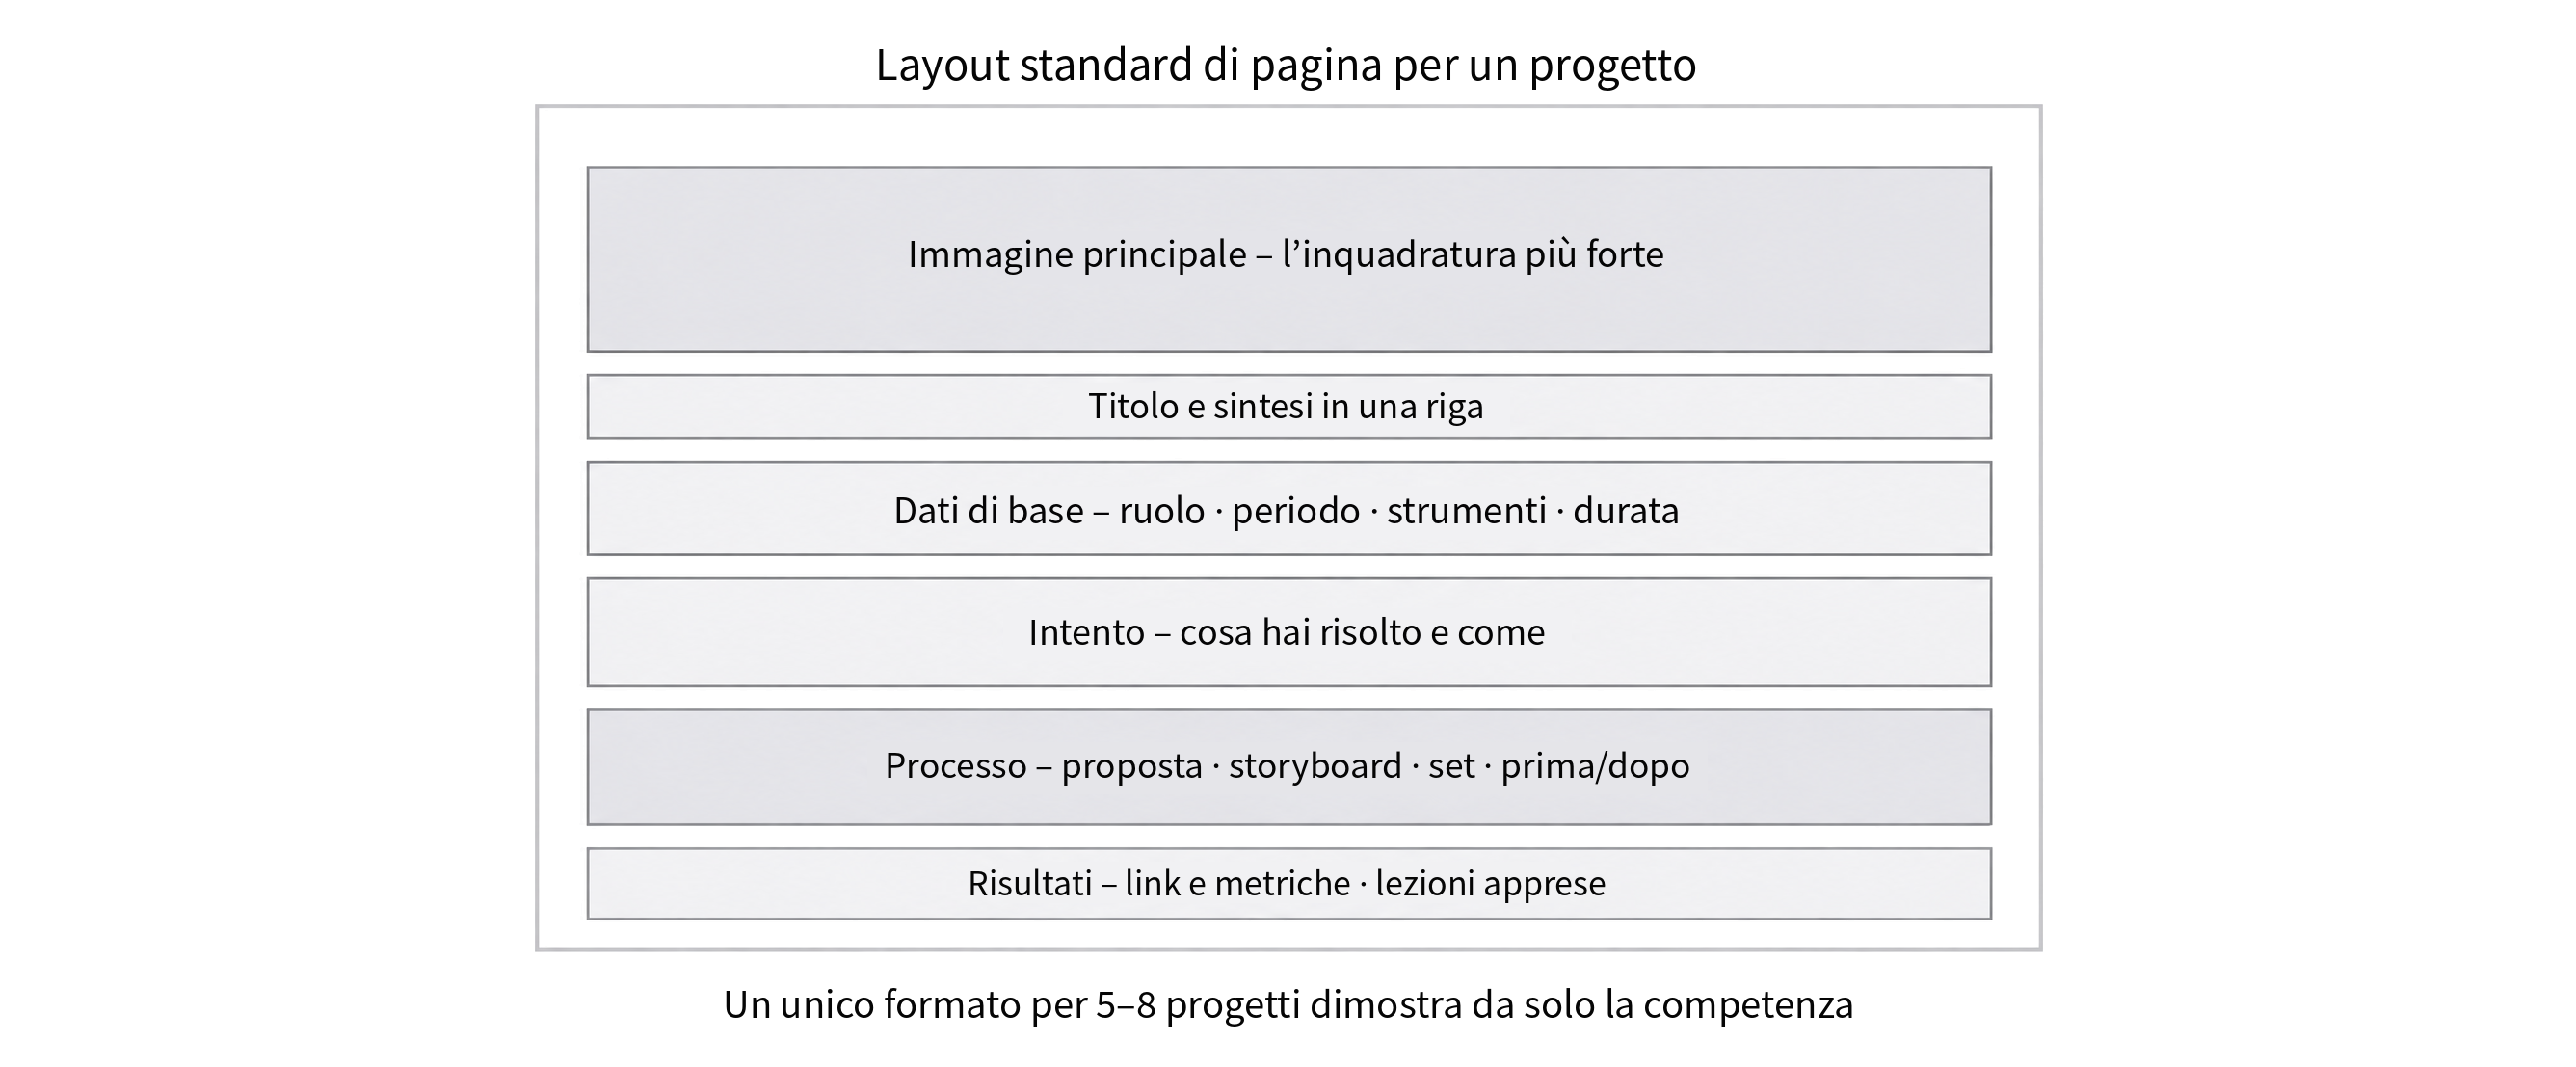 Layout standard di pagina per un progetto
Immagine principale – l’inquadratura più forte
Titolo e sintesi in una riga
Dati di base – ruolo · periodo · strumenti · durata
Intento – cosa hai risolto e come
Processo – proposta · storyboard · set · prima/dopo
Risultati – link e metriche · lezioni apprese
Un unico formato per 5–8 progetti dimostra da solo la competenza